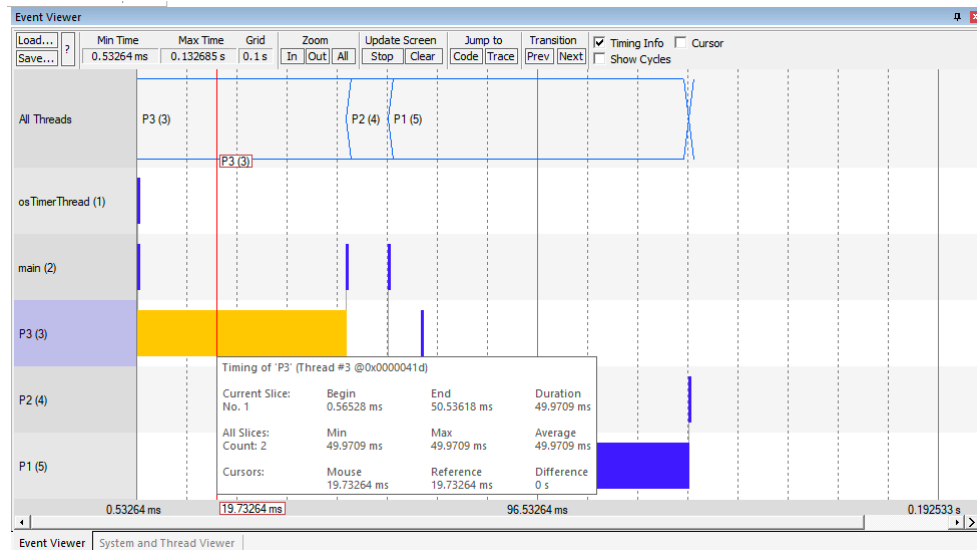 Event Viewer
Load... ? Min Time Max Time Grid Zoom Update Screen Jump to Transition Timing Info Cursor
Save... 0.53264 ms 0.132685 s 0.1 s In Out All Stop Clear Code Trace Prev Next Show Cycles
All Threads P3 (3) P2 (4) P1 (5)
P3 (3)
osTimerThread (1)
main (2)
P3 (3)
Timing of 'P3' (Thread #3 @0x0000041d)
Current Slice: Begin End Duration
No. 1 0.56528 ms 50.53618 ms 49.9709 ms
P2 (4)
All Slices: Min Max Average
Count: 2 49.9709 ms 49.9709 ms 49.9709 ms
P1 (5)
Cursors: Mouse Reference Difference
19.73264 ms 19.73264 ms 0 s
0.53264 ms 19.73264 ms 96.53264 ms 0.192533 s
Event Viewer System and Thread Viewer